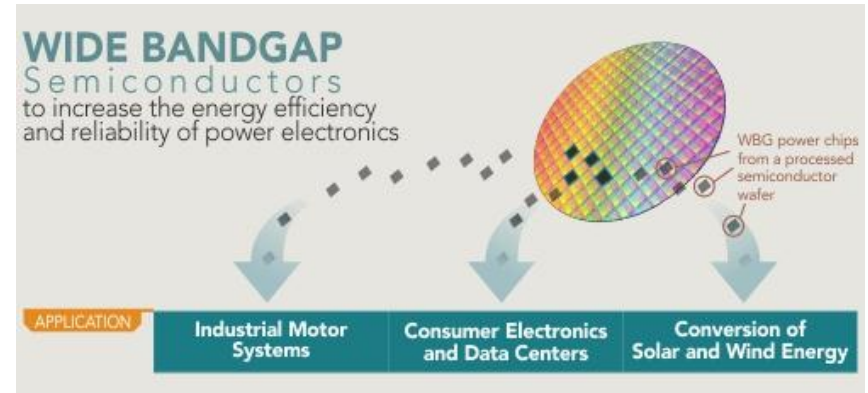 WIDE BANDGAP
Semiconductors
to increase the energy efficiency
and reliability of power electronics
WBG power chips
from a processed
semiconductor
wafer
APPLICATION
Industrial Motor
Systems
Consumer Electronics
and Data Centers
Conversion of
Solar and Wind Energy